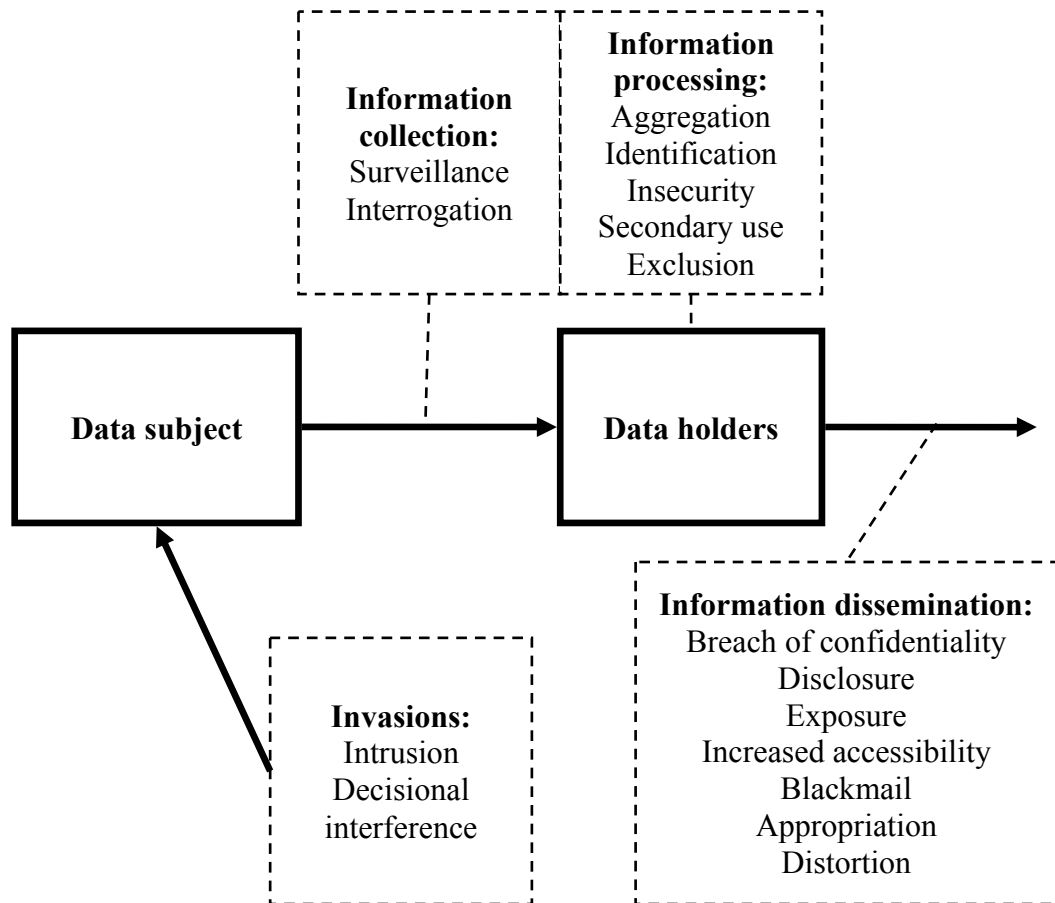 Information
collection:
Surveillance
Interrogation
Information
processing:
Aggregation
Identification
Insecurity
Secondary use
Exclusion
Data subject
Data holders
Invasions:
Intrusion
Decisional
interference
Information dissemination:
Breach of confidentiality
Disclosure
Exposure
Increased accessibility
Blackmail
Appropriation
Distortion